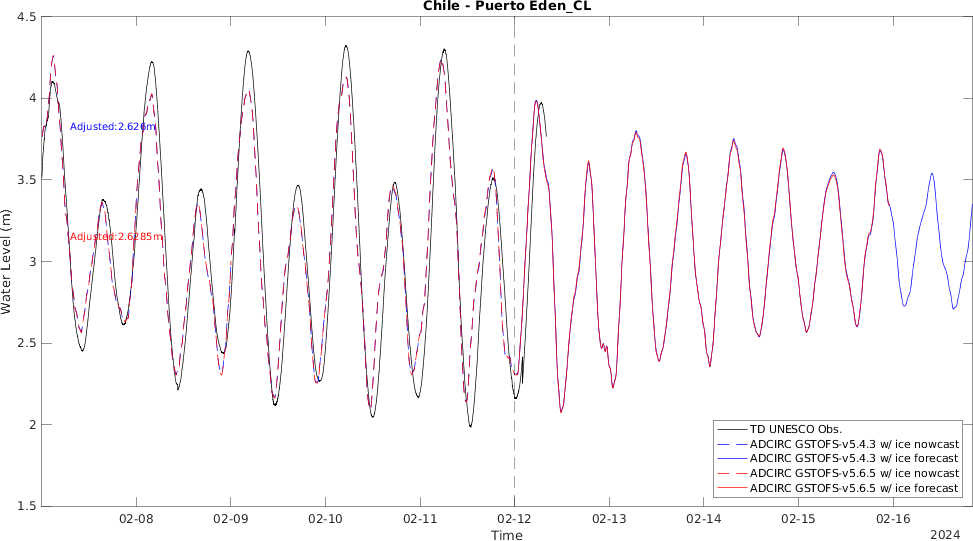 Chile - Puerto Eden_CL
4.5
4
3.5
3
2.5
2
1.5
Water Level (m)
Adjusted:2.626m
Adjusted:2.6285m
TD UNESCO Obs.
ADCIRC GSTOFS-v5.4.3 w/ ice nowcast
ADCIRC GSTOFS-v5.4.3 w/ ice forecast
ADCIRC GSTOFS-v5.6.5 w/ ice nowcast
ADCIRC GSTOFS-v5.6.5 w/ ice forecast
02-08 02-09 02-10 02-11 02-12 02-13 02-14 02-15 02-16
Time
2024